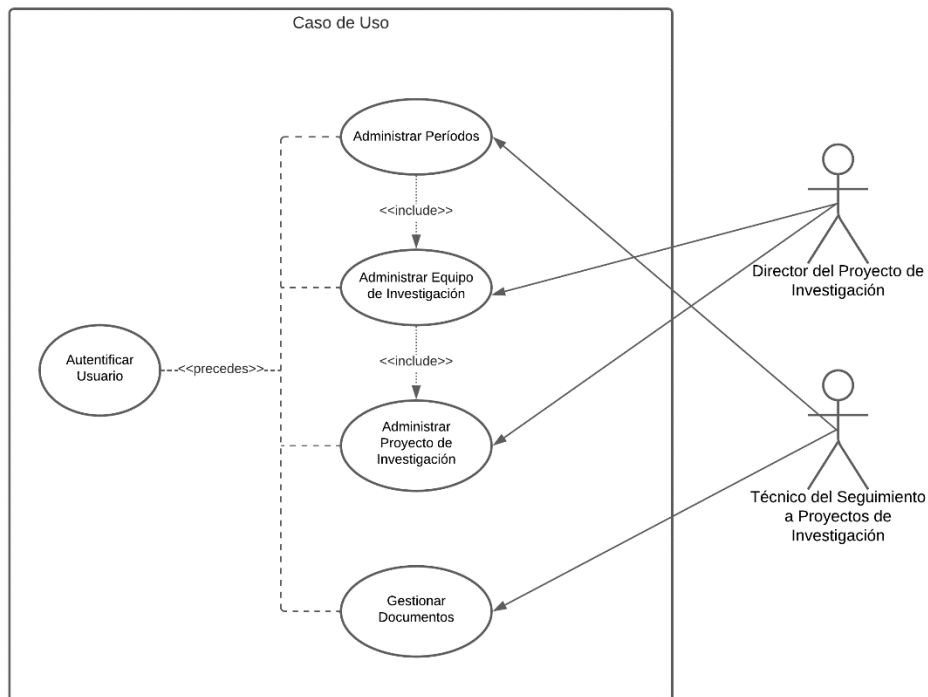 Caso de Uso
Administrar Períodos
<<include>>
Administrar Equipo
de Investigación
<<include>>
Autentificar
Usuario
<<precedes>>
Administrar
Proyecto de
Investigación
Gestionar
Documentos
Director del Proyecto de
Investigación
Técnico del Seguimiento
a Proyectos de
Investigación